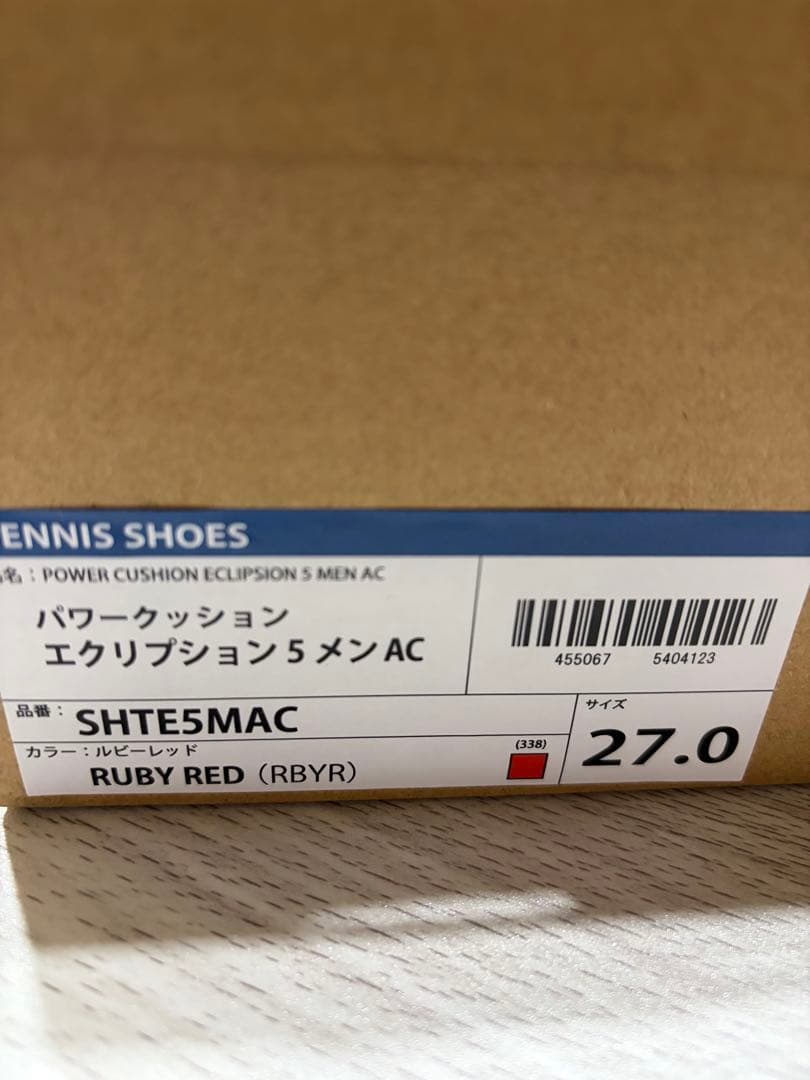 ENNIS SHOES
名：POWER CUSHION ECLIPSION 5 MEN AC
パワークッション
エクリプション 5 メン AC
455067 5404123
品番：SHTE5MAC
カラー：ルビーレッド
RUBY RED（RBYR）
(338)
サイズ
27.0